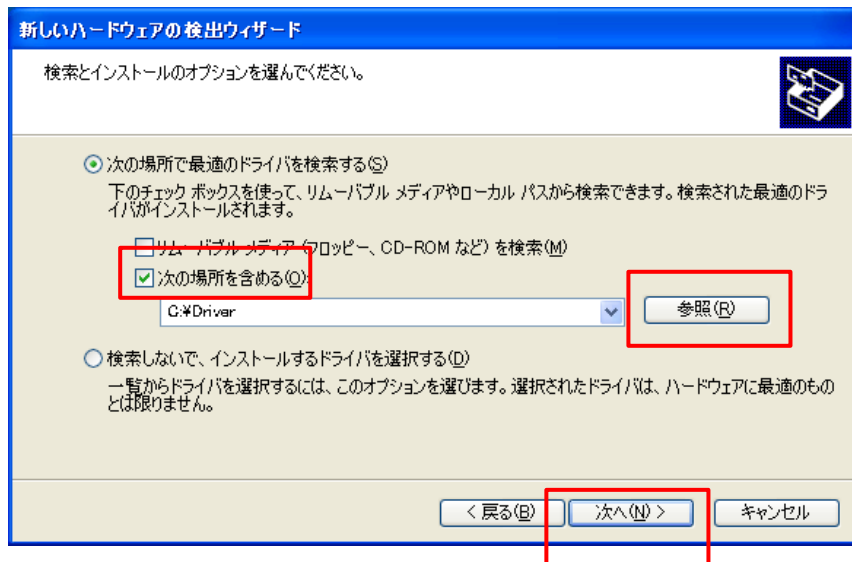 新しいハードウェアの検出ウィザード
検索とインストールのオプションを選んでください。
次の場所で最適のドライバを検索する(S)
下のチェック ボックスを使って、リムーバブル メディアやローカル パスから検索できます。検索された最適のドラ
イバがインストールされます。
リムーバブル メディア (フロッピー、CD-ROM など) を検索(M)
次の場所を含める(O):
G:¥Driver
参照(R)
検索しないで、インストールするドライバを選択する(D)
一覧からドライバを選択するには、このオプションを選びます。選択されたドライバは、ハードウェアに最適のもの
とは限りません。
< 戻る(B)
次へ(N) >
キャンセル